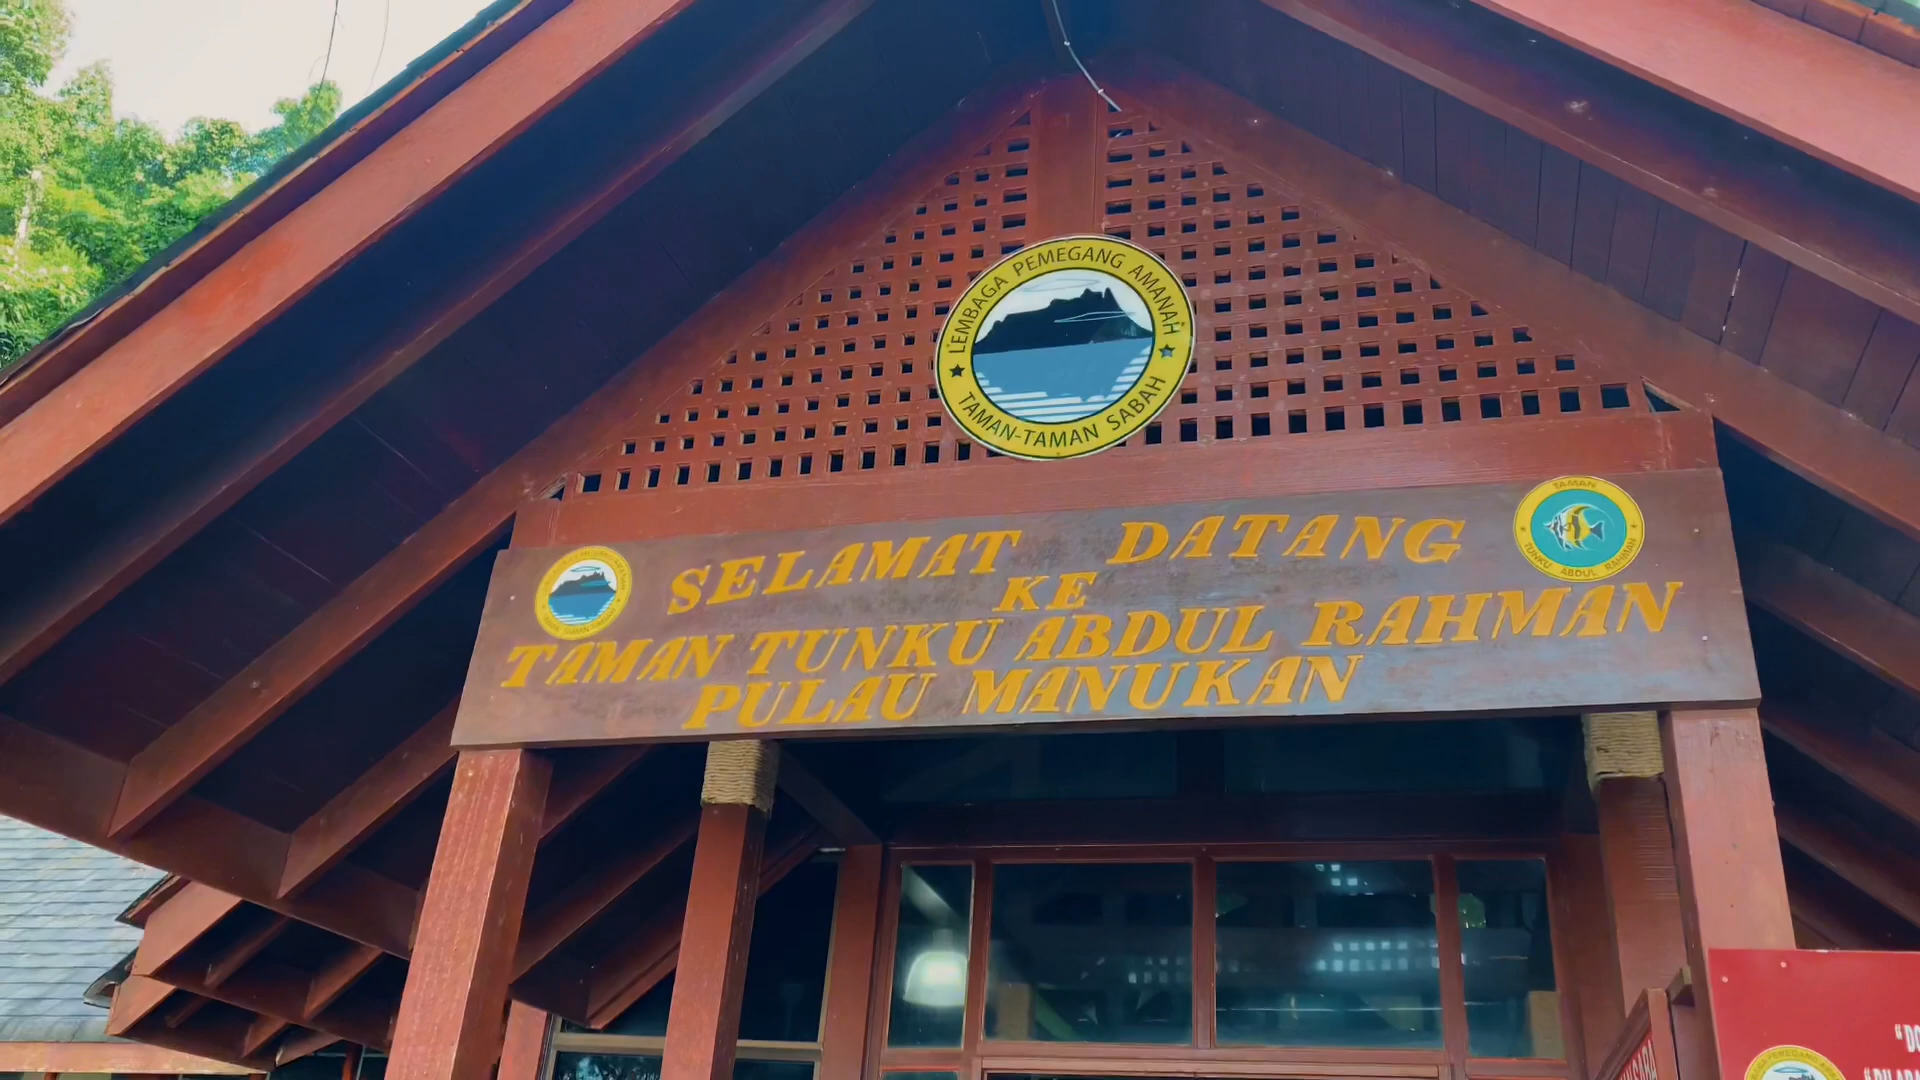 LEMBAGA PEMEGANG AMANAH
TAMAN-TAMAN SABAH
SELAMAT DATANG
KE
TAMAN TUNKU ABDUL RAHMAN
PULAU MANUKAN
TAMAN
TUNKU ABDUL RAHMAN
"DO